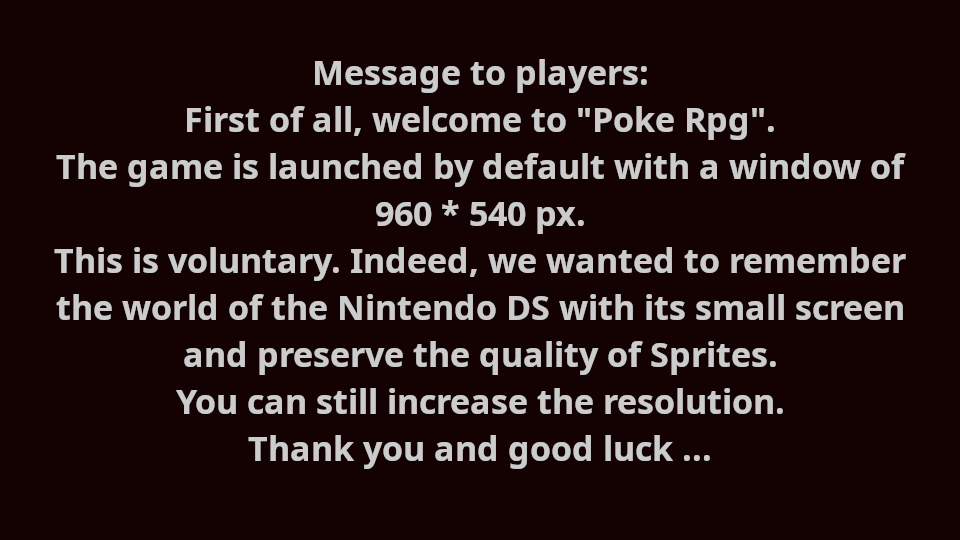 Message to players:
First of all, welcome to "Poke Rpg".
The game is launched by default with a window of
960 * 540 px.
This is voluntary. Indeed, we wanted to remember
the world of the Nintendo DS with its small screen
and preserve the quality of Sprites.
You can still increase the resolution.
Thank you and good luck ...